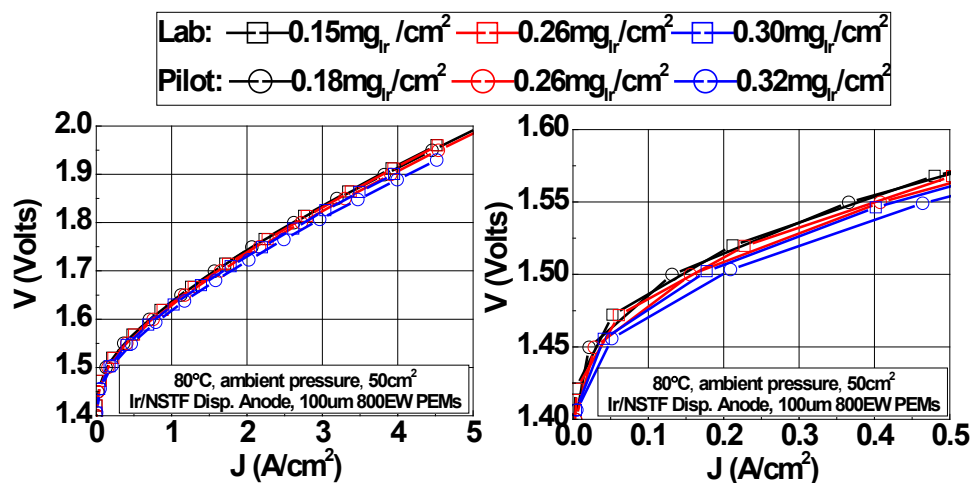 Lab: 0.15mgIr /cm² 0.26mgIr/cm² 0.30mgIr/cm²
Pilot: 0.18mgIr/cm² 0.26mgIr/cm² 0.32mgIr/cm²
2.0
1.9
1.8
1.7
1.6
1.5
1.4
V (Volts)
80°C, ambient pressure, 50cm²
Ir/NSTF Disp. Anode, 100um 800EW PEMs
0 1 2 3 4 5
J (A/cm²)
1.60
1.55
1.50
1.45
1.40
V (Volts)
80°C, ambient pressure, 50cm²
Ir/NSTF Disp. Anode, 100um 800EW PEMs
0.0 0.1 0.2 0.3 0.4 0.5
J (A/cm²)